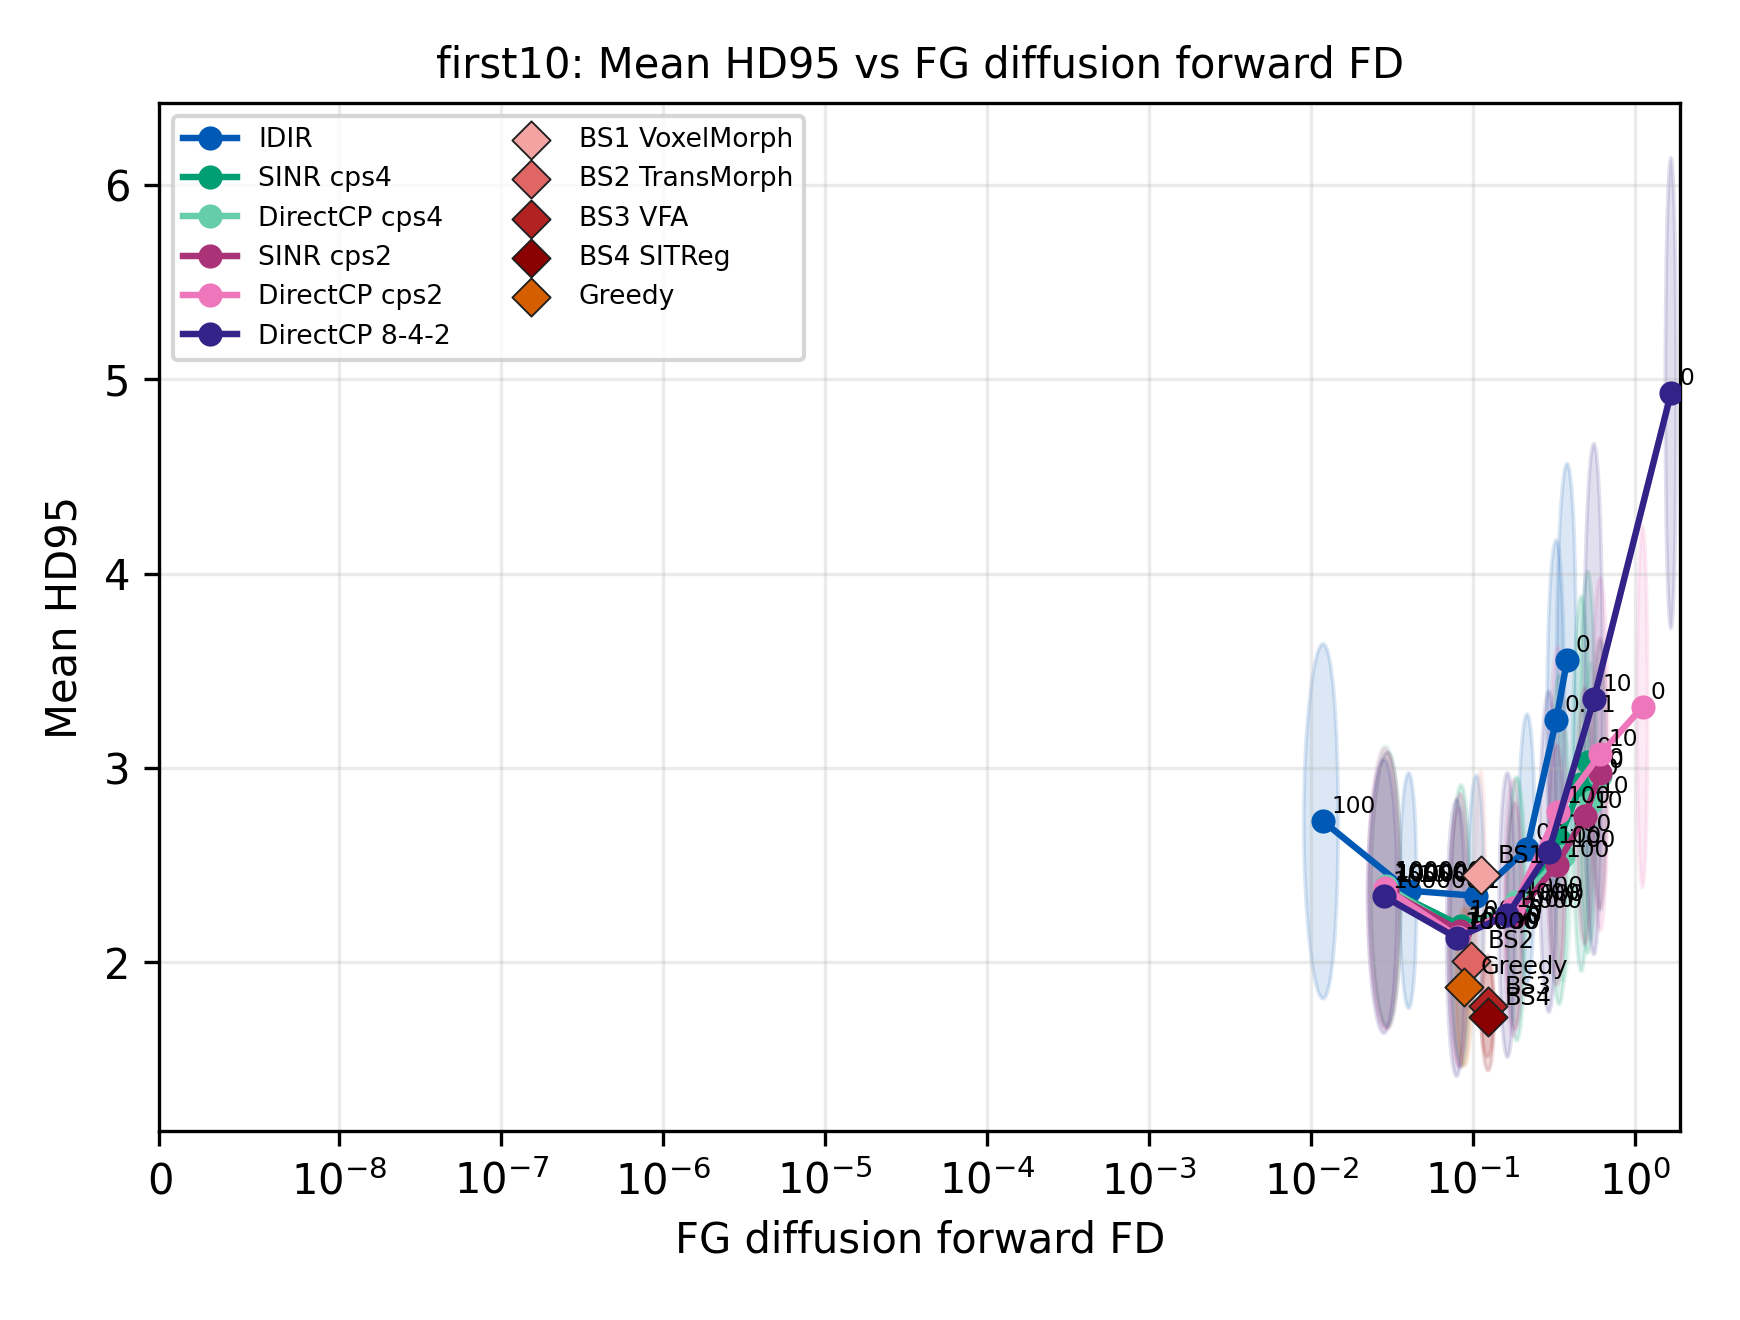 first10: Mean HD95 vs FG diffusion forward FD
IDIR
SINR cps4
DirectCP cps4
SINR cps2
DirectCP cps2
DirectCP 8-4-2
BS1 VoxelMorph
BS2 TransMorph
BS3 VFA
BS4 SITReg
Greedy
Mean HD95
6
5
4
3
2
0
0
10
0
10
100
BS1
BS2
Greedy
BS3
BS4
0
10⁻⁸
10⁻⁷
10⁻⁶
10⁻⁵
10⁻⁴
10⁻³
10⁻²
10⁻¹
10⁰
FG diffusion forward FD